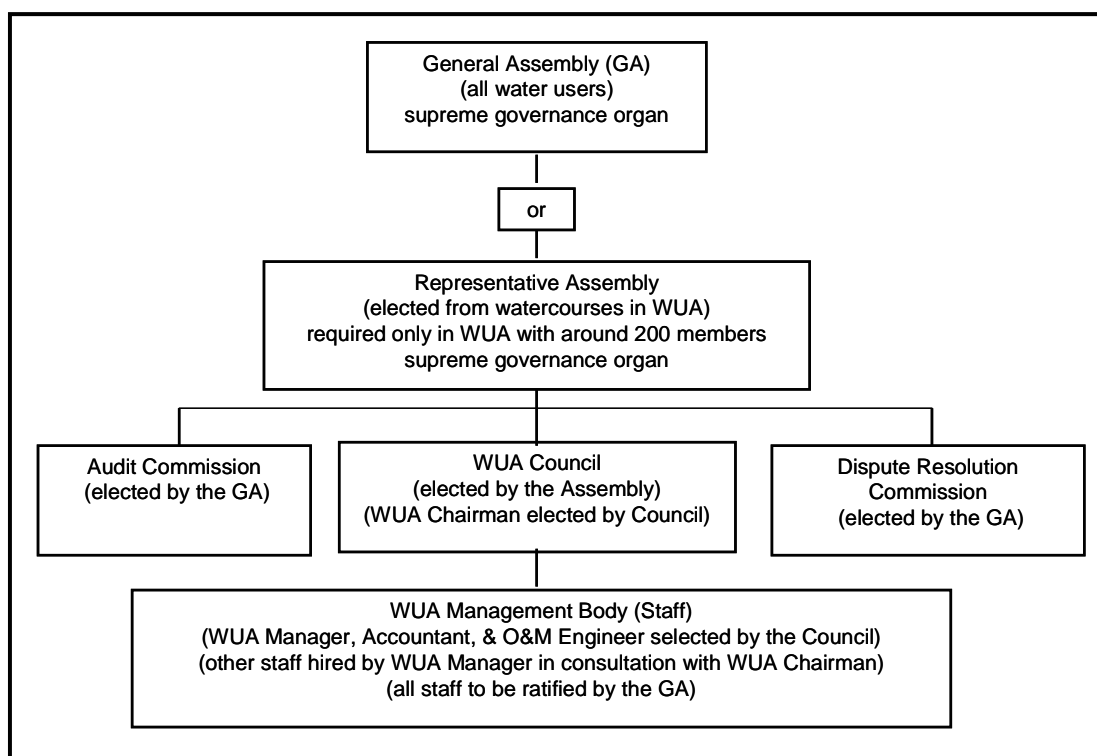 General Assembly (GA)
(all water users)
supreme governance organ
or
Representative Assembly
(elected from watercourses in WUA)
required only in WUA with around 200 members
supreme governance organ
Audit Commission
(elected by the GA)
WUA Council
(elected by the Assembly)
(WUA Chairman elected by Council)
Dispute Resolution
Commission
(elected by the GA)
WUA Management Body (Staff)
(WUA Manager, Accountant, & O&M Engineer selected by the Council)
(other staff hired by WUA Manager in consultation with WUA Chairman)
(all staff to be ratified by the GA)